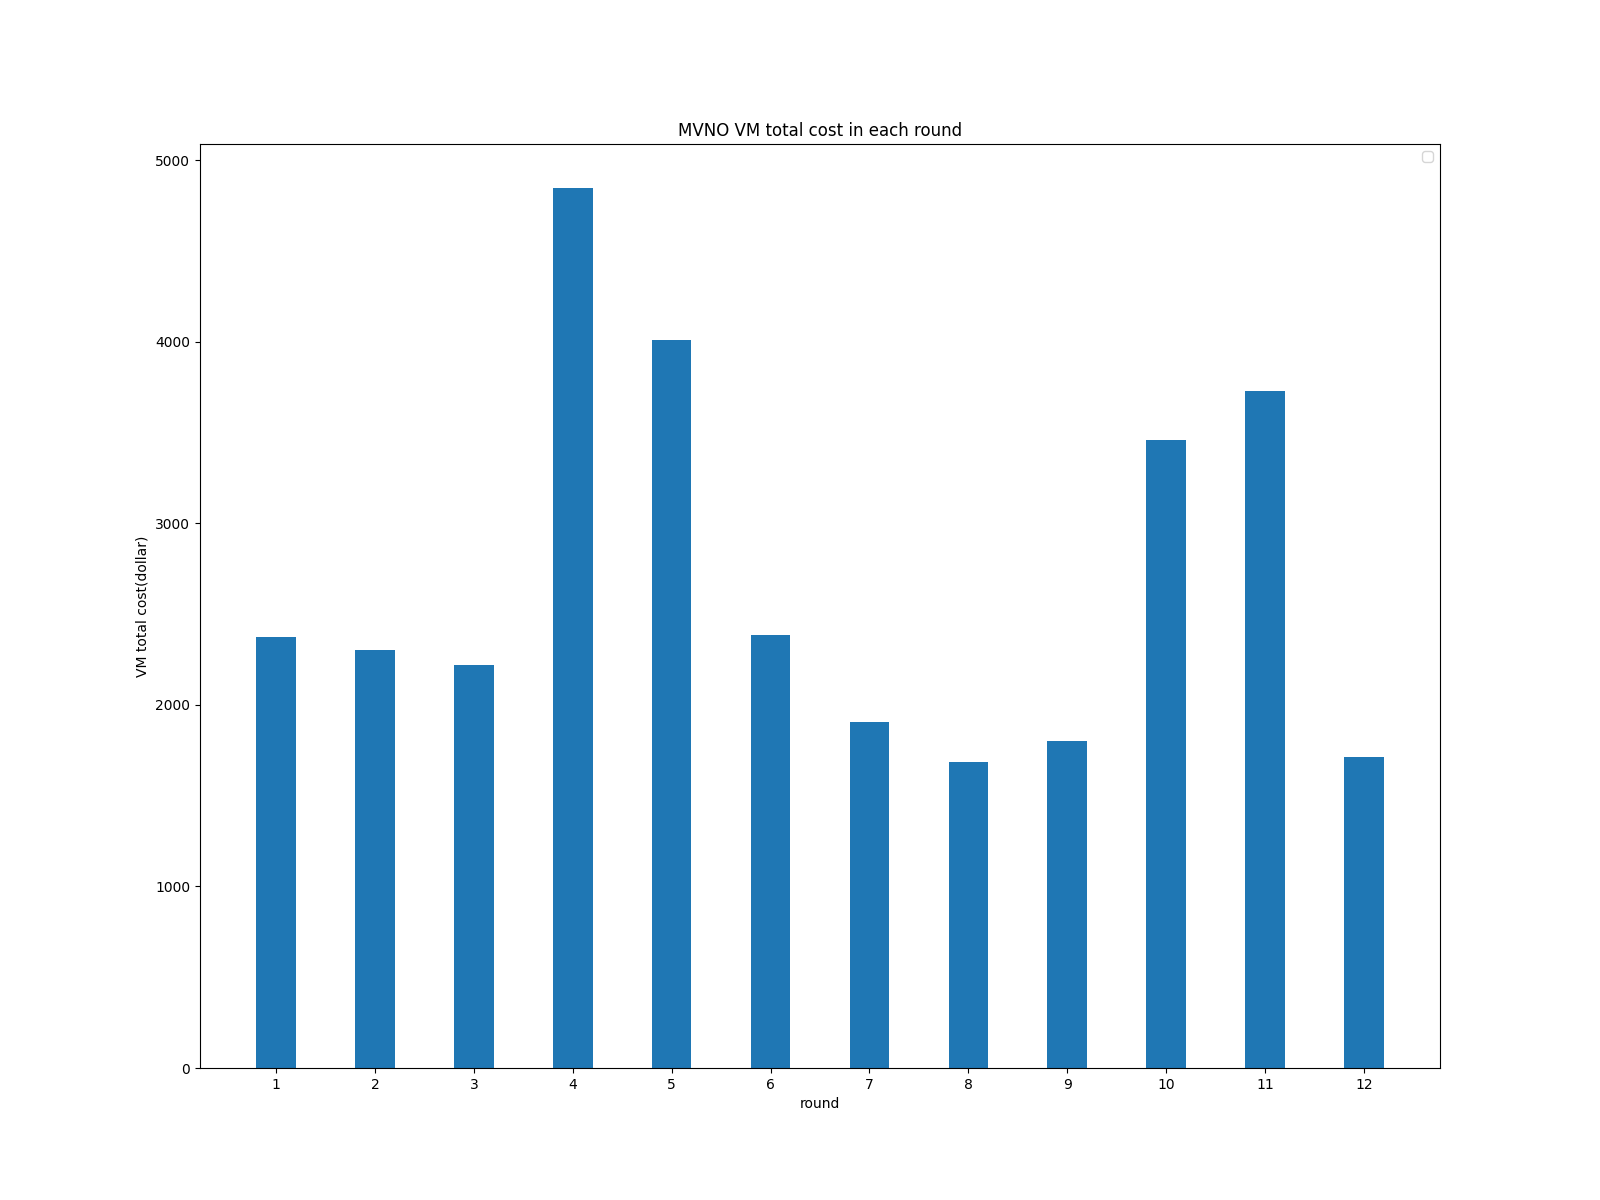 MVNO VM total cost in each round
5000
4000
3000
2000
1000
0
VM total cost(dollar)
1 2 3 4 5 6 7 8 9 10 11 12
round